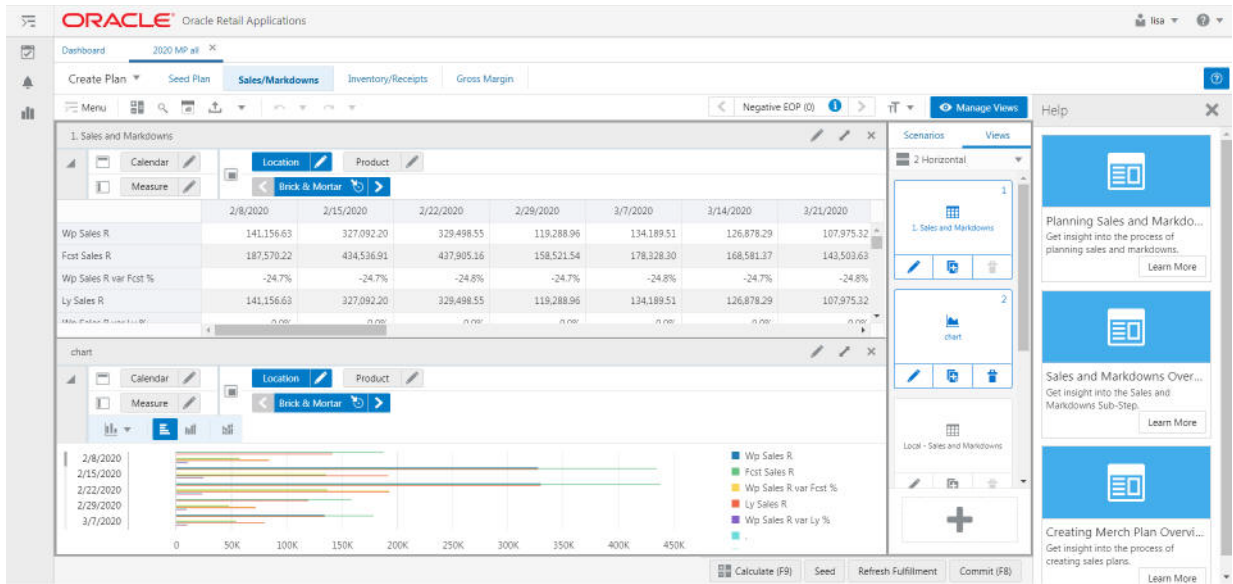 ORACLE® Oracle Retail Applications
lisa
Dashboard 2020 MP all
Create Plan Seed Plan Sales/Markdowns Inventory/Receipts Gross Margin
Menu Negative EOP (0) Manage Views
Help
1. Sales and Markdowns
Calendar Location Product
Measure Brick & Mortar
2/8/2020 2/15/2020 2/22/2020 2/29/2020 3/7/2020 3/14/2020 3/21/2020
Wp Sales R 141,156.63 327,092.20 329,498.55 119,288.96 134,189.51 126,878.29 107,975.32
Fcst Sales R 187,570.22 434,536.91 437,905.16 158,521.54 178,328.30 168,581.37 143,503.63
Wp Sales R var Fcst % -24.7% -24.7% -24.8% -24.7% -24.8% -24.7% -24.8%
Ly Sales R 141,156.63 327,092.20 329,498.55 119,288.96 134,189.51 126,878.29 107,975.32
chart
Calendar Location Product
Measure Brick & Mortar
2/8/2020
2/15/2020
2/22/2020
2/29/2020
3/7/2020
0 50K 100K 150K 200K 250K 300K 350K 400K 450K
Wp Sales R
Fcst Sales R
Wp Sales R var Fcst %
Ly Sales R
Wp Sales R var Ly %
.
Scenarios Views
2 Horizontal
1
1. Sales and Markdowns
2
chart
Local - Sales and Markdowns
Planning Sales and Markdo...
Get insight into the process of
planning sales and markdowns.
Learn More
Sales and Markdowns Over...
Get insight into the Sales and
Markdowns Sub-Step.
Learn More
Creating Merch Plan Overvi...
Get insight into the process of
creating sales plans.
Learn More
Calculate (F9) Seed Refresh Fulfillment Commit (F8)